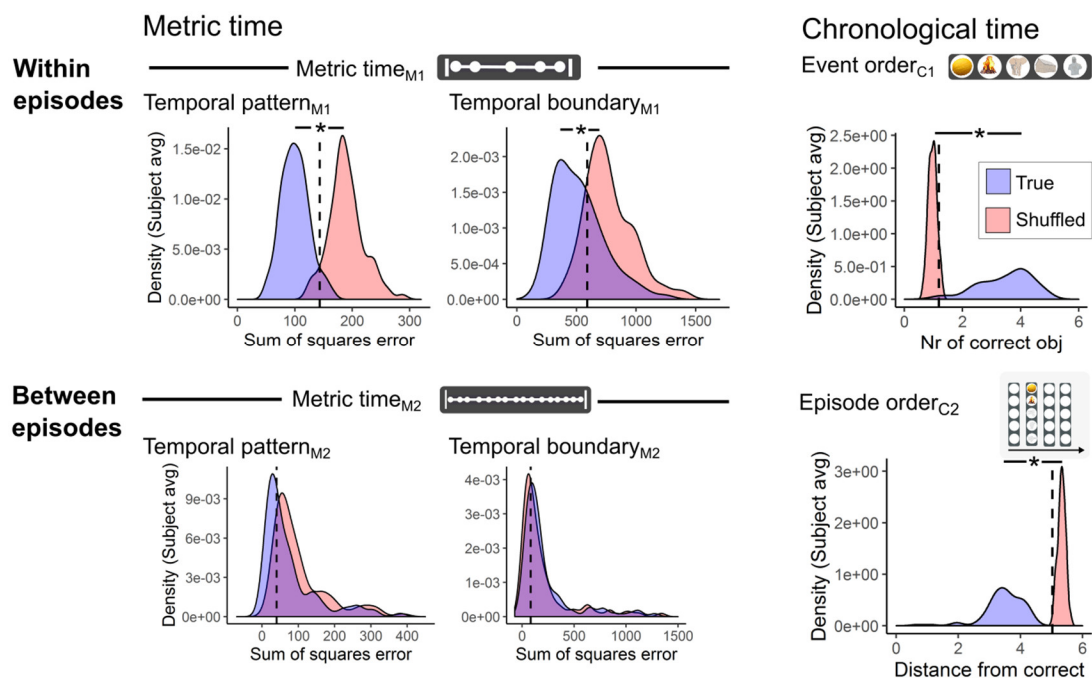 Metric time
Chronological time
Within
episodes
Metric timeM1
Event orderC1
Temporal patternM1
Temporal boundaryM1
*
*
*
Density (Subject avg)
1.5e-02
1.0e-02
5.0e-03
0.0e+00
0
100
200
300
Sum of squares error
2.0e-03
1.5e-03
1.0e-03
5.0e-04
0.0e+00
0
500
1000
1500
Sum of squares error
Density (Subject avg)
2.5e+00
2.0e+00
1.5e+00
1.0e+00
5.0e-01
0.0e+00
0
2
4
6
Nr of correct obj
True
Shuffled
Between
episodes
Metric timeM2
Episode orderC2
Temporal patternM2
Temporal boundaryM2
*
Density (Subject avg)
9e-03
6e-03
3e-03
0e+00
0
100
200
300
400
Sum of squares error
4e-03
3e-03
2e-03
1e-03
0e+00
0
500
1000
1500
Sum of squares error
Density (Subject avg)
3e+00
2e+00
1e+00
0e+00
0
2
4
6
Distance from correct